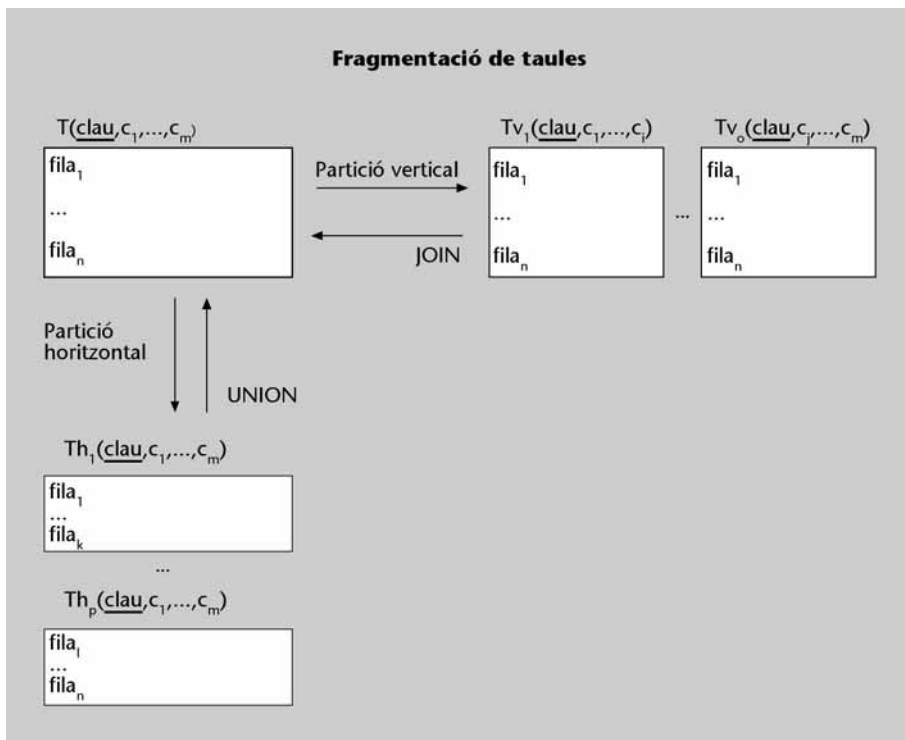 Fragmentació de taules
T(clau,c₁,...,cₘ)
fila₁
...
filaₙ
Partició vertical
JOIN
Tv₁(clau,c₁,...,cᵢ)
fila₁
...
filaₙ
...
Tvₒ(clau,cⱼ,...,cₘ)
fila₁
...
filaₙ
Partició
horitzontal
UNION
Th₁(clau,c₁,...,cₘ)
fila₁
...
filaₖ
...
Thₚ(clau,c₁,...,cₘ)
filaₗ
...
filaₙ